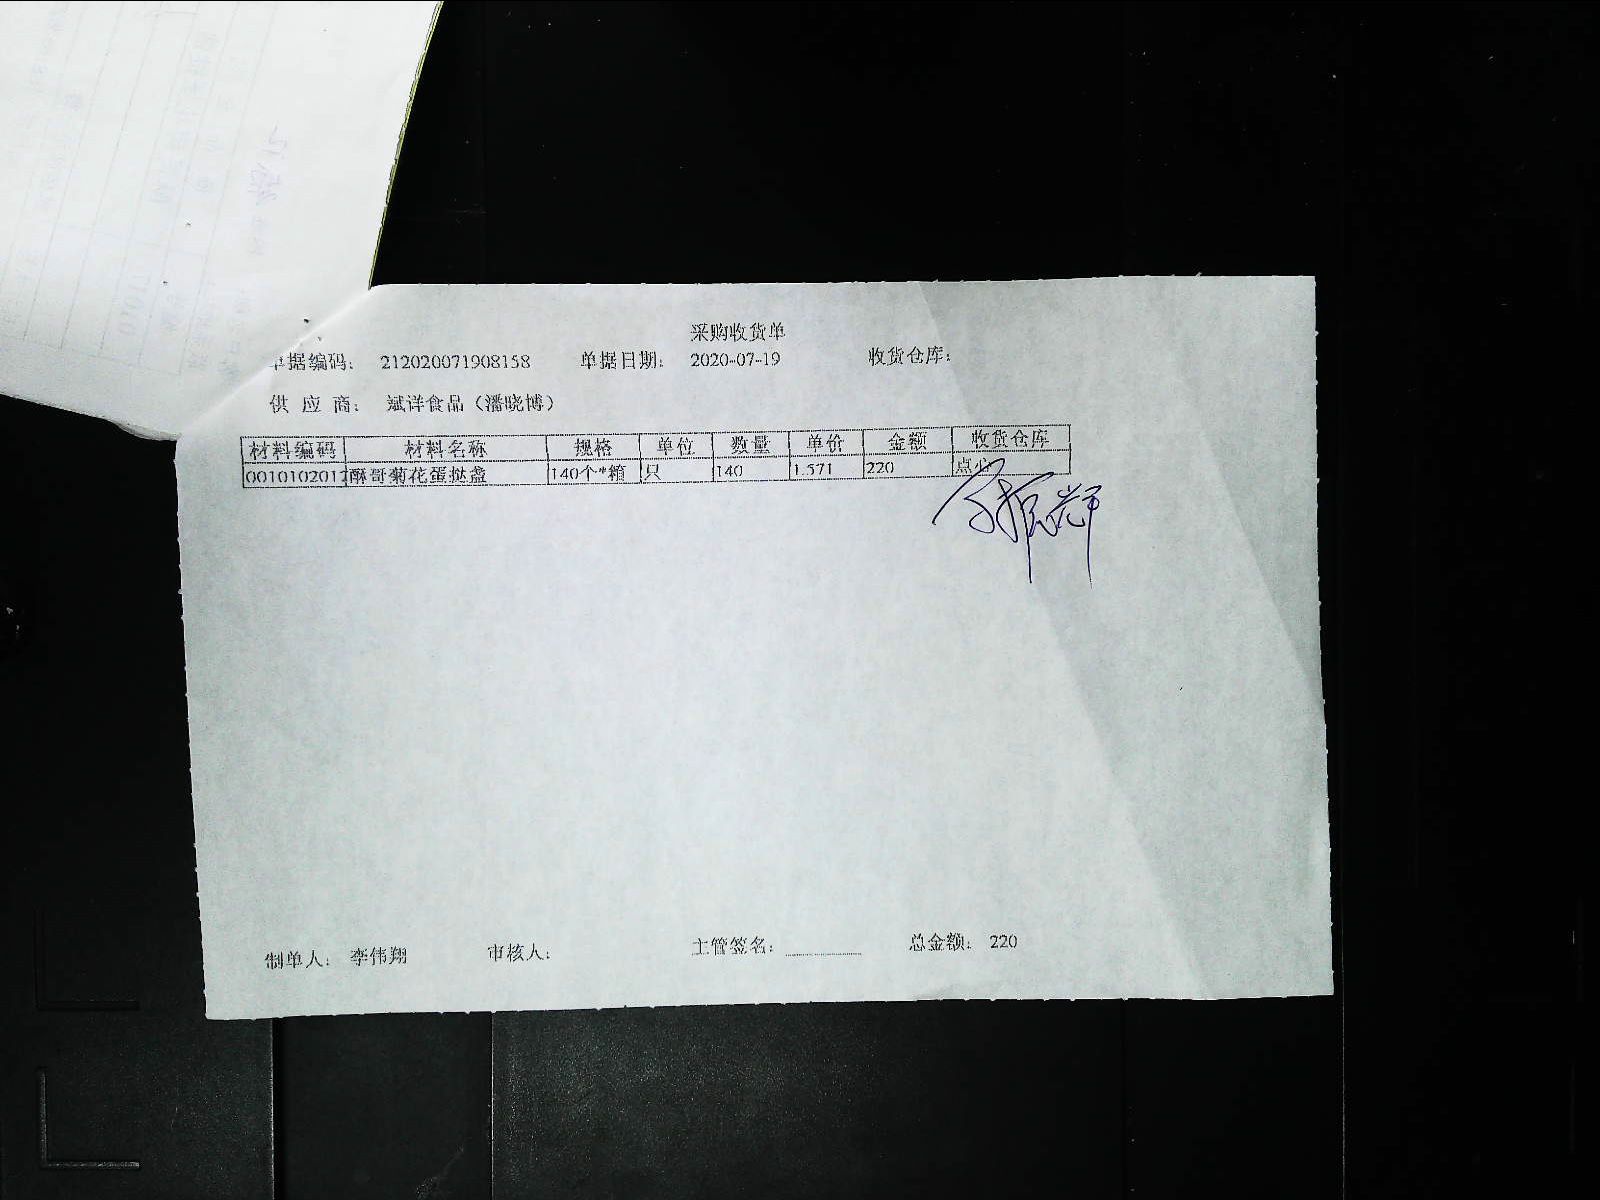 采购收货单
单据编码： 212020071908158 单据日期： 2020-07-19 收货仓库：
供 应 商： 斌详食品（潘晓博）
材料编码 材料名称 规格 单位 数量 单价 金额 收货仓库
0010102017 酥哥菊花蛋挞盏 140个*箱 只 140 1.571 220 点心
制单人： 李伟翔 审核人： 主管签名： 总金额： 220